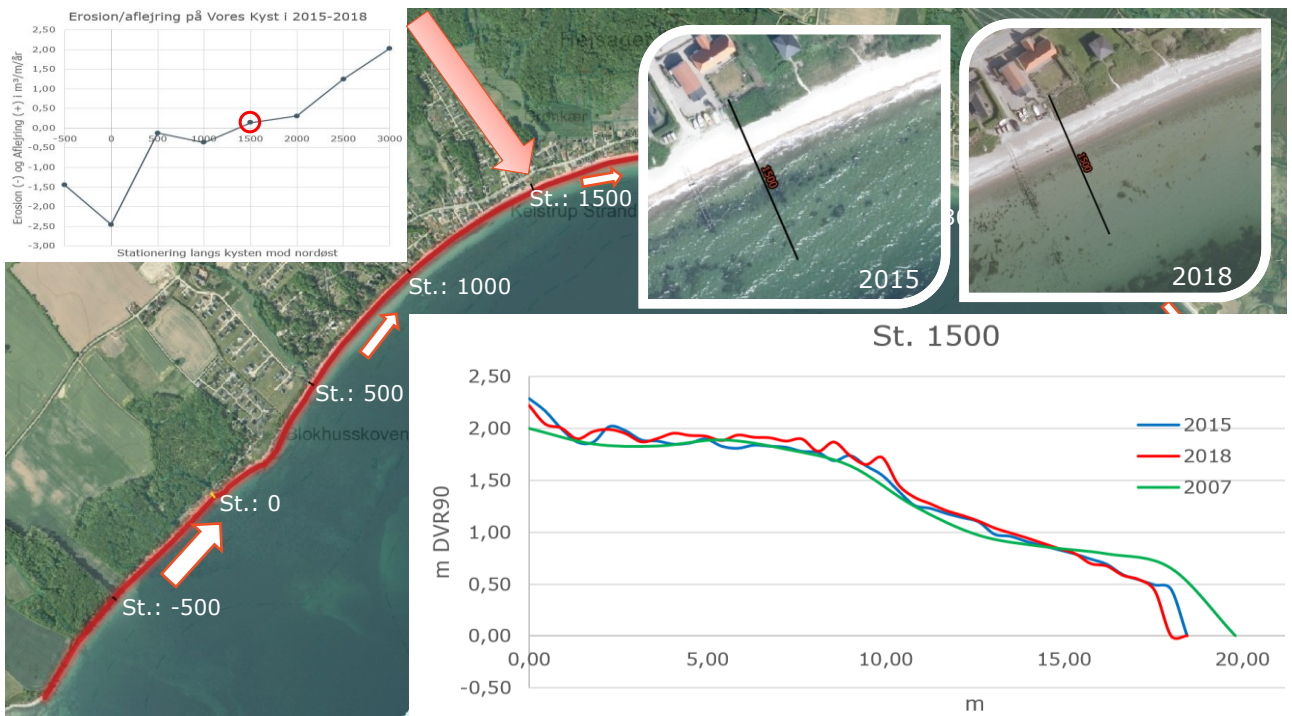 Erosion/aflejring på Vores Kyst i 2015-2018
Erosion (-) og Aflejring (+) i m³/m/år
2,50
2,00
1,50
1,00
0,50
0,00
-0,50
-1,00
-1,50
-2,00
-2,50
-3,00
-500
0
500
1000
1500
2000
2500
3000
Stationering langs kysten mod nordøst
Hejsager
Grønkær
Kelstrup Strand
Blokhusskoven
St.: 1500
St.: 1000
St.: 500
St.: 0
St.: -500
1500
2015
1500
2018
St. 1500
m DVR90
2,50
2,00
1,50
1,00
0,50
0,00
-0,50
0,00
5,00
10,00
15,00
20,00
m
2015
2018
2007